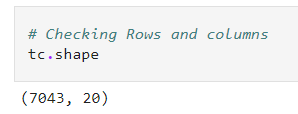 # Checking Rows and columns
tc.shape
(7043, 20)